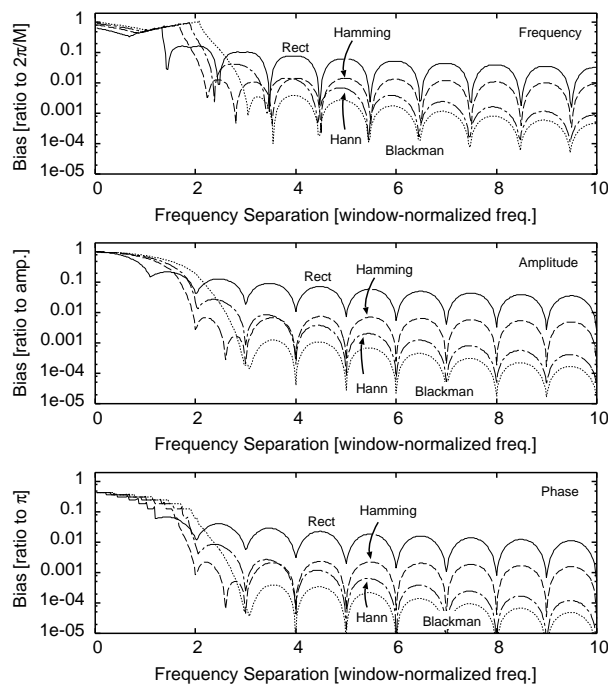 1
0.1
0.01
0.001
1e-04
1e-05
Bias [ratio to 2π/M]
Rect
Hamming
Frequency
Hann
Blackman
0 2 4 6 8 10
Frequency Separation [window-normalized freq.]
1
0.1
0.01
0.001
1e-04
1e-05
Bias [ratio to amp.]
Rect
Hamming
Amplitude
Hann
Blackman
0 2 4 6 8 10
Frequency Separation [window-normalized freq.]
1
0.1
0.01
0.001
1e-04
1e-05
Bias [ratio to π]
Rect
Hamming
Phase
Hann
Blackman
0 2 4 6 8 10
Frequency Separation [window-normalized freq.]